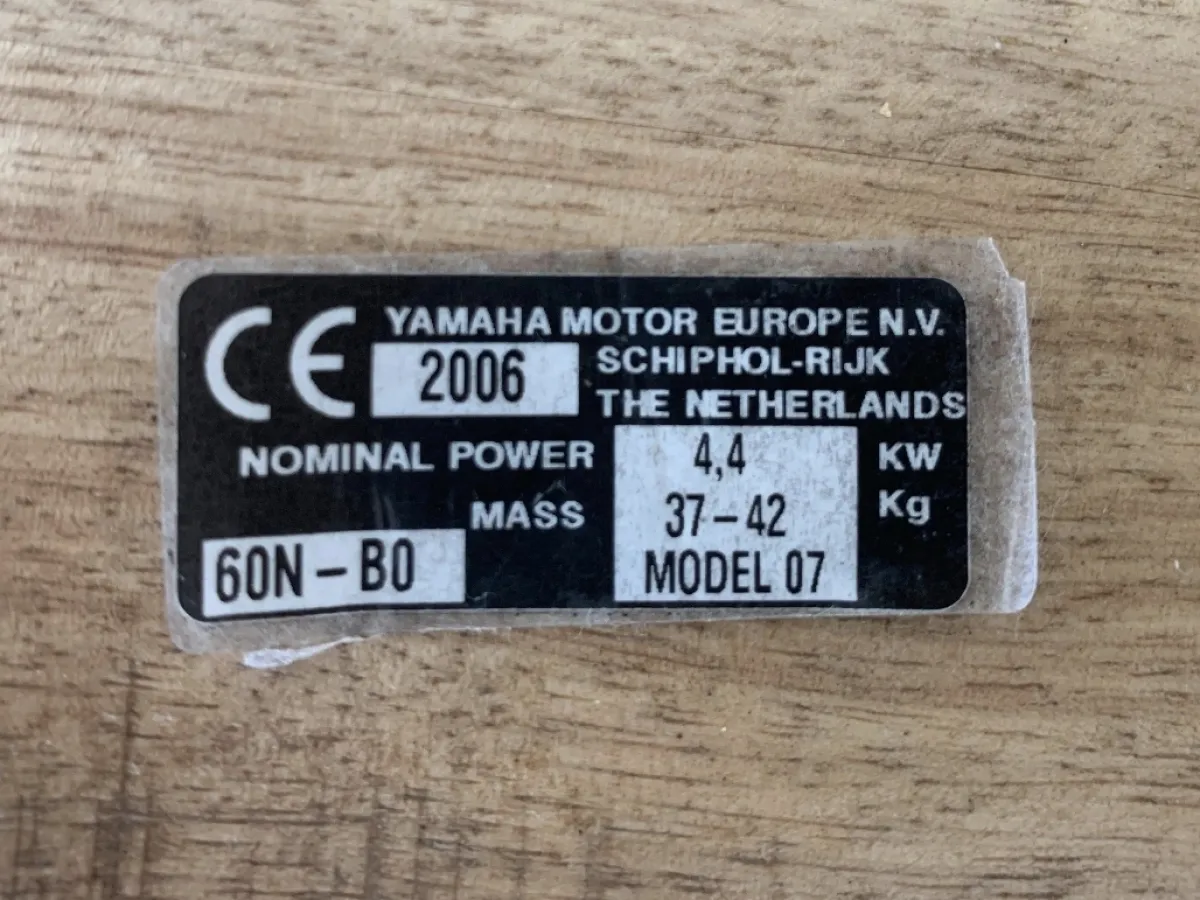 CE YAMAHA MOTOR EUROPE N.V.
2006 SCHIPHOL-RIJK
THE NETHERLANDS
NOMINAL POWER 4,4 KW
MASS 37-42 Kg
60N-B0 MODEL 07